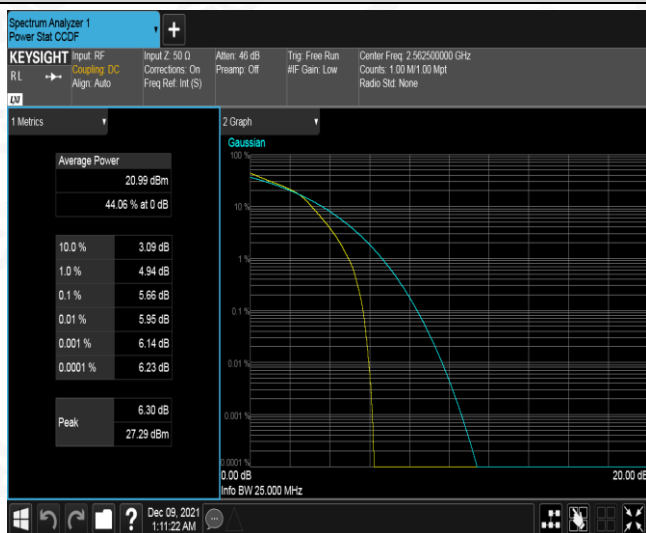 Spectrum Analyzer 1
Power Stat CCDF
+
KEYSIGHT
RL
LXI
Input: RF
Coupling: DC
Align: Auto
Input Z: 50 Ω
Corrections: On
Freq Ref: Int (S)
Atten: 46 dB
Preamp: Off
Trig: Free Run
#IF Gain: Low
Center Freq: 2.562500000 GHz
Counts: 1.00 M/1.00 Mpt
Radio Std: None
1 Metrics
Average Power
20.99 dBm
44.06 % at 0 dB
10.0 % 3.09 dB
1.0 % 4.94 dB
0.1 % 5.66 dB
0.01 % 5.95 dB
0.001 % 6.14 dB
0.0001 % 6.23 dB
Peak
6.30 dB
27.29 dBm
2 Graph
Gaussian
100 %
10 %
1 %
0.1 %
0.01 %
0.001 %
0.0001 %
0.00 dB
20.00 dB
Info BW 25.000 MHz
?
Dec 09, 2021
1:11:22 AM